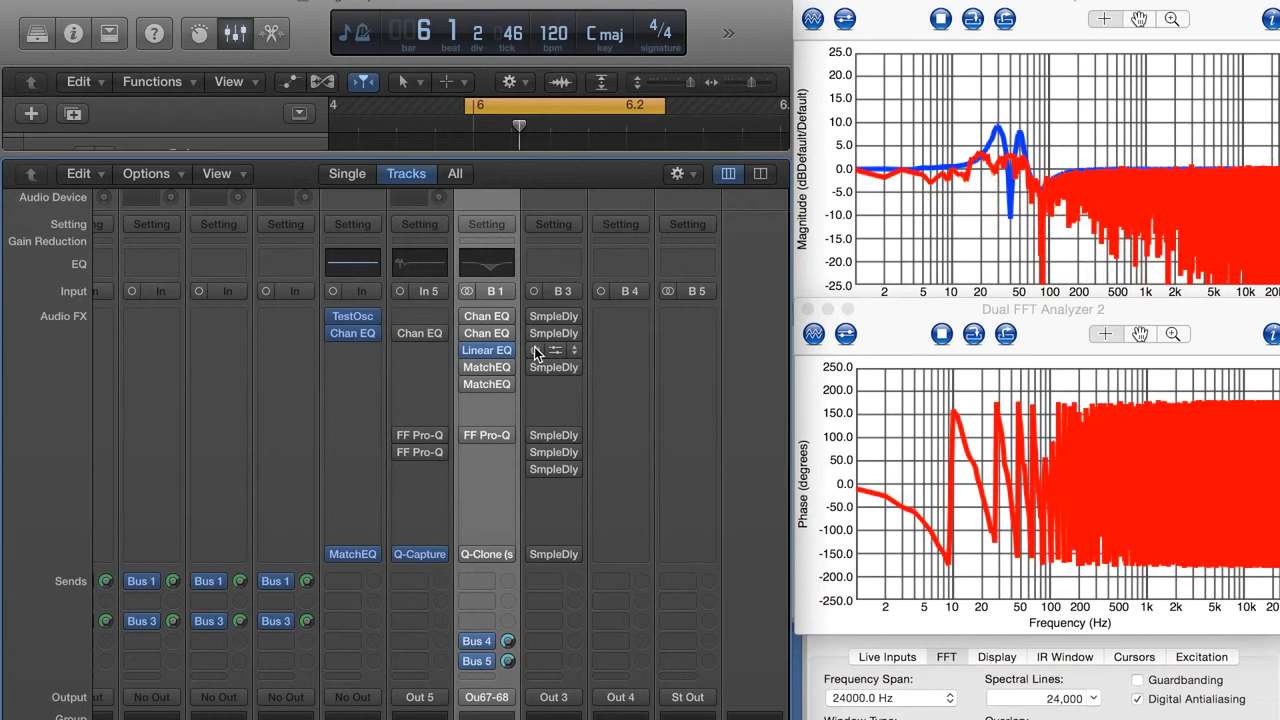 6 1 2 46 120 C maj 4/4
bar beat div tick bpm key signature
Edit Functions View
4 6 6.2 6.
Edit Options View Single Tracks All
Audio Device
Setting Setting Setting Setting Setting Setting Setting Setting Setting Setting
Gain Reduction
EQ
Input In In In In In 5 B 1 B 3 B 4 B 5
Audio FX TestOsc Chan EQ SmpleDly
Chan EQ Chan EQ Chan EQ SmpleDly
Linear EQ
MatchEQ SmpleDly
MatchEQ
FF Pro-Q FF Pro-Q SmpleDly
FF Pro-Q SmpleDly
SmpleDly
MatchEQ Q-Capture Q-Clone (s SmpleDly
Sends Bus 1 Bus 1 Bus 1
Bus 3 Bus 3 Bus 3
Bus 4
Bus 5
Output ut No Out No Out No Out No Out Out 5 Ou67-68 Out 3 Out 4 St Out
Group
Magnitude (dBDefault/Default)
25.0
20.0
15.0
10.0
5.0
0.0
-5.0
-10.0
-15.0
-20.0
-25.0
2 5 10 20 50 100 200 500 1k 2k 5k 10k
Dual FFT Analyzer 2
Phase (degrees)
250.0
200.0
150.0
100.0
50.0
0.0
-50.0
-100.0
-150.0
-200.0
-250.0
2 5 10 20 50 100 200 500 1k 2k 5k 10k
Frequency (Hz)
Live Inputs FFT Display IR Window Cursors Excitation
Frequency Span: Spectral Lines: Guardbanding
24000.0 Hz 24,000 Digital Antialiasing
Window Type: Overlap: